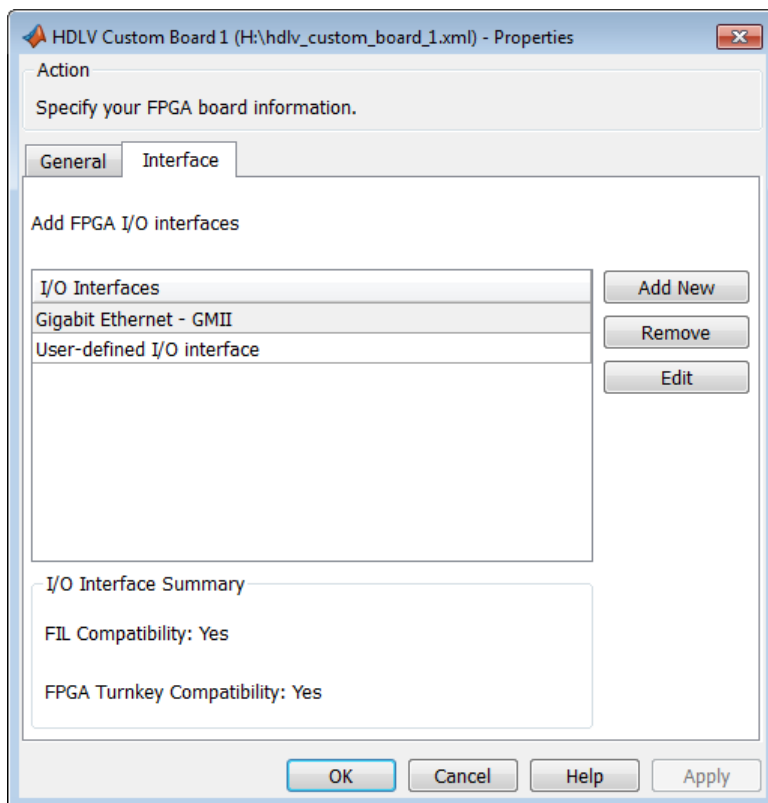 HDLV Custom Board 1 (H:\hdlv_custom_board_1.xml) - Properties
Action
Specify your FPGA board information.
General Interface
Add FPGA I/O interfaces
I/O Interfaces
Gigabit Ethernet - GMII
User-defined I/O interface
Add New
Remove
Edit
I/O Interface Summary
FIL Compatibility: Yes
FPGA Turnkey Compatibility: Yes
OK Cancel Help Apply